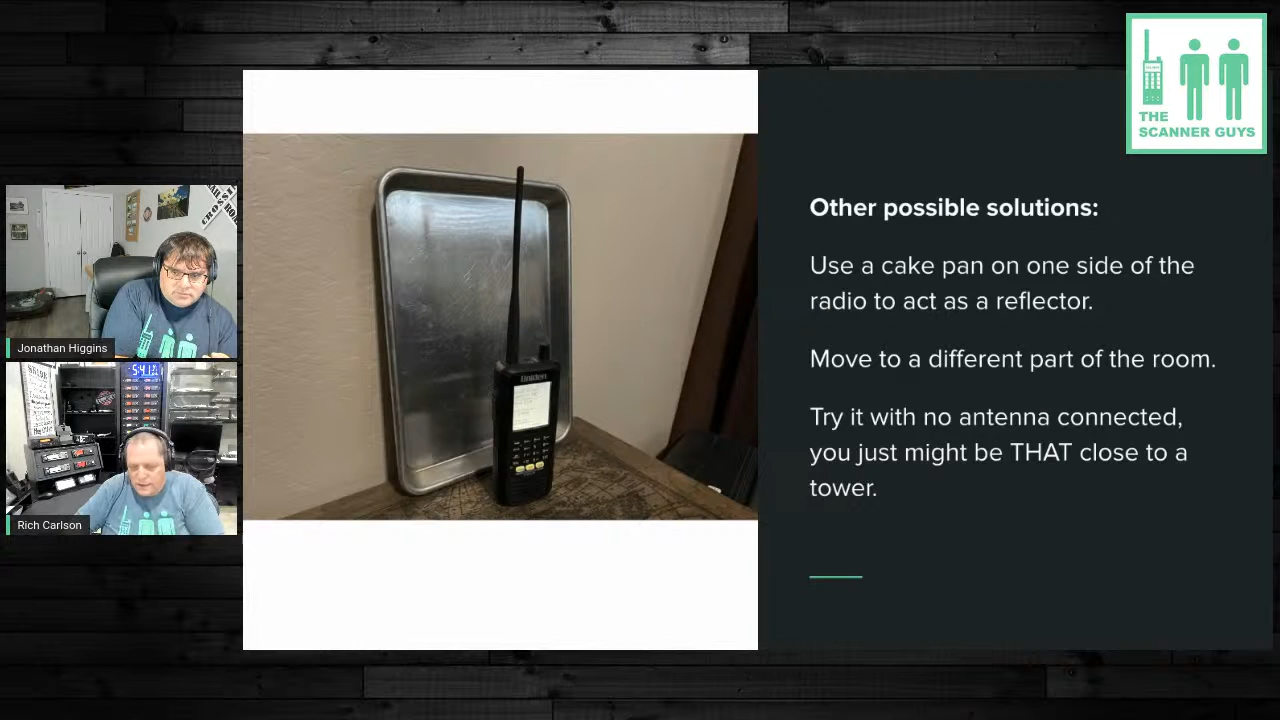 THE
SCANNER GUYS
Other possible solutions:
Use a cake pan on one side of the
radio to act as a reflector.
Move to a different part of the room.
Try it with no antenna connected,
you just might be THAT close to a
tower.
Jonathan Higgins
Rich Carlson
Uniden